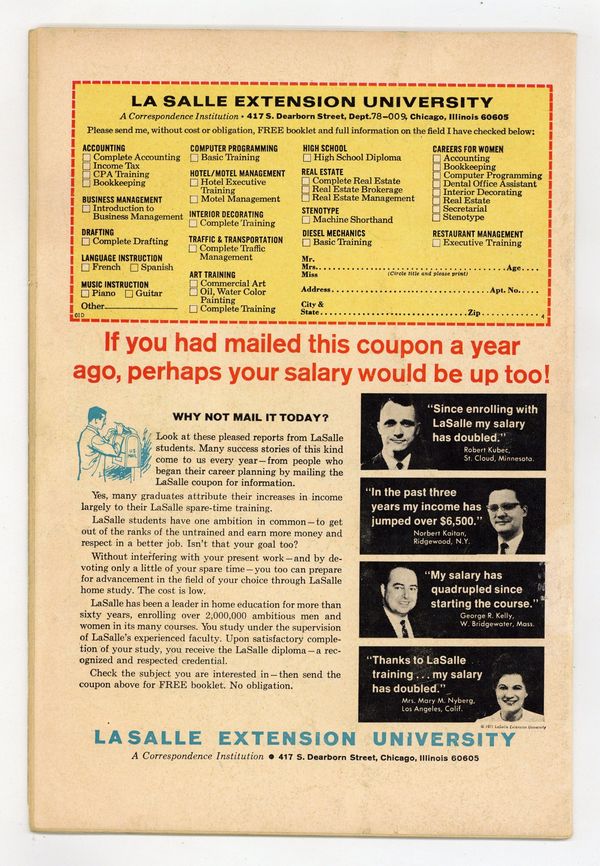 LA SALLE EXTENSION UNIVERSITY
A Correspondence Institution • 417 S. Dearborn Street, Dept. 78-009, Chicago, Illinois 60605
Please send me, without cost or obligation, FREE booklet and full information on the field I have checked below:
ACCOUNTING
Complete Accounting
Income Tax
CPA Training
Bookkeeping
BUSINESS MANAGEMENT
Introduction to
Business Management
DRAFTING
Complete Drafting
LANGUAGE INSTRUCTION
French Spanish
MUSIC INSTRUCTION
Piano Guitar
Other
COMPUTER PROGRAMMING
Basic Training
HOTEL/MOTEL MANAGEMENT
Hotel Executive
Training
Motel Management
INTERIOR DECORATING
Complete Training
TRAFFIC & TRANSPORTATION
Complete Traffic
Management
ART TRAINING
Commercial Art
Oil, Water Color
Painting
Complete Training
HIGH SCHOOL
High School Diploma
REAL ESTATE
Complete Real Estate
Real Estate Brokerage
Real Estate Management
STENOTYPE
Machine Shorthand
DIESEL MECHANICS
Basic Training
CAREERS FOR WOMEN
Accounting
Bookkeeping
Computer Programming
Dental Office Assistant
Interior Decorating
Real Estate
Secretarial
Stenotype
RESTAURANT MANAGEMENT
Executive Training
Mr.
Mrs. Age
Miss (Circle title and please print)
Address Apt. No.
City &
State Zip
01D 4
If you had mailed this coupon a year
ago, perhaps your salary would be up too!
WHY NOT MAIL IT TODAY?
U S
MAIL
Look at these pleased reports from LaSalle
students. Many success stories of this kind
come to us every year—from people who
began their career planning by mailing the
LaSalle coupon for information.
Yes, many graduates attribute their increases in income
largely to their LaSalle spare-time training.
LaSalle students have one ambition in common—to get
out of the ranks of the untrained and earn more money and
respect in a better job. Isn't that your goal too?
Without interfering with your present work—and by de-
voting only a little of your spare time—you too can prepare
for advancement in the field of your choice through LaSalle
home study. The cost is low.
LaSalle has been a leader in home education for more than
sixty years, enrolling over 2,000,000 ambitious men and
women in its many courses. You study under the supervision
of LaSalle's experienced faculty. Upon satisfactory comple-
tion of your study, you receive the LaSalle diploma—a rec-
ognized and respected credential.
Check the subject you are interested in—then send the
coupon above for FREE booklet. No obligation.
"Since enrolling with
LaSalle my salary
has doubled."
Robert Kubec,
St. Cloud, Minnesota.
"In the past three
years my income has
jumped over $6,500."
Norbert Kaitan,
Ridgewood, N.Y.
"My salary has
quadrupled since
starting the course."
George R. Kelly,
W. Bridgewater, Mass.
"Thanks to LaSalle
training . . . my salary
has doubled."
Mrs. Mary M. Nyberg,
Los Angeles, Calif.
© 1971 LaSalle Extension University
LA SALLE EXTENSION UNIVERSITY
A Correspondence Institution • 417 S. Dearborn Street, Chicago, Illinois 60605